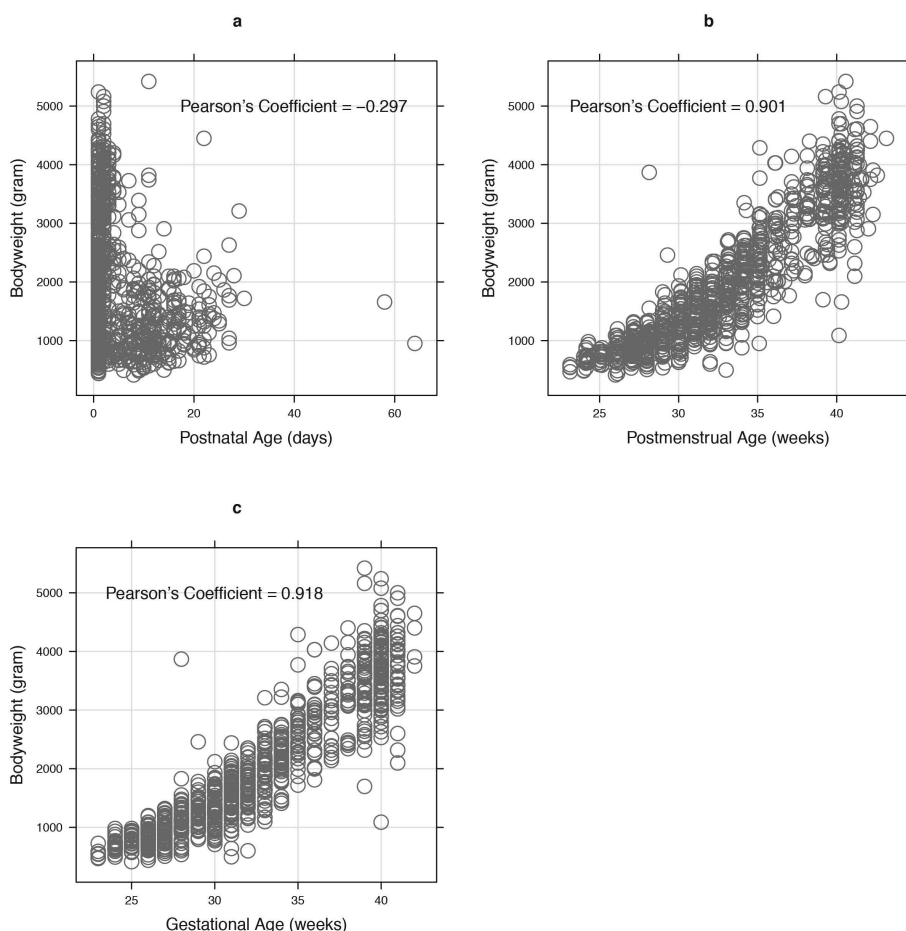 a
Pearson's Coefficient = −0.297
Bodyweight (gram)
5000
4000
3000
2000
1000
0
20
40
60
Postnatal Age (days)
b
Pearson's Coefficient = 0.901
Bodyweight (gram)
5000
4000
3000
2000
1000
25
30
35
40
Postmenstrual Age (weeks)
c
Pearson's Coefficient = 0.918
Bodyweight (gram)
5000
4000
3000
2000
1000
25
30
35
40
Gestational Age (weeks)